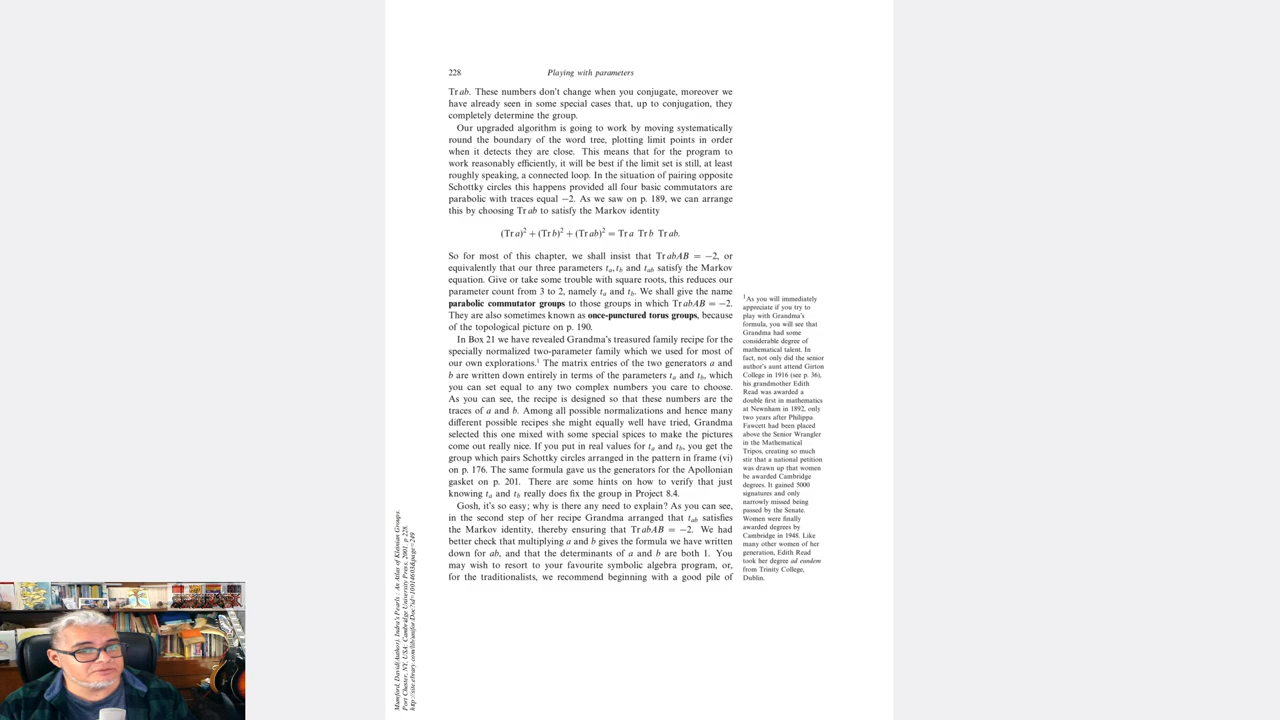 228
Playing with parameters
Tr ab. These numbers don't change when you conjugate, moreover we
have already seen in some special cases that, up to conjugation, they
completely determine the group.
Our upgraded algorithm is going to work by moving systematically
round the boundary of the word tree, plotting limit points in order
when it detects they are close. This means that for the program to
work reasonably efficiently, it will be best if the limit set is still, at least
roughly speaking, a connected loop. In the situation of pairing opposite
Schottky circles this happens provided all four basic commutators are
parabolic with traces equal −2. As we saw on p. 189, we can arrange
this by choosing Tr ab to satisfy the Markov identity
(Tr a)² + (Tr b)² + (Tr ab)² = Tr a Tr b Tr ab.
So for most of this chapter, we shall insist that Tr abAB = −2, or
equivalently that our three parameters tₐ, t_b and t_ab satisfy the Markov
equation. Give or take some trouble with square roots, this reduces our
parameter count from 3 to 2, namely tₐ and t_b. We shall give the name
parabolic commutator groups to those groups in which Tr abAB = −2.
They are also sometimes known as once-punctured torus groups, because
of the topological picture on p. 190.
In Box 21 we have revealed Grandma's treasured family recipe for the
specially normalized two-parameter family which we used for most of
our own explorations.¹ The matrix entries of the two generators a and
b are written down entirely in terms of the parameters tₐ and t_b, which
you can set equal to any two complex numbers you care to choose.
As you can see, the recipe is designed so that these numbers are the
traces of a and b. Among all possible normalizations and hence many
different possible recipes she might equally well have tried, Grandma
selected this one mixed with some special spices to make the pictures
come out really nice. If you put in real values for tₐ and t_b, you get the
group which pairs Schottky circles arranged in the pattern in frame (vi)
on p. 176. The same formula gave us the generators for the Apollonian
gasket on p. 201. There are some hints on how to verify that just
knowing tₐ and t_b really does fix the group in Project 8.4.
Gosh, it's so easy; why is there any need to explain? As you can see,
in the second step of her recipe Grandma arranged that t_ab satisfies
the Markov identity, thereby ensuring that Tr abAB = −2. We had
better check that multiplying a and b gives the formula we have written
down for ab, and that the determinants of a and b are both 1. You
may wish to resort to your favourite symbolic algebra program, or,
for the traditionalists, we recommend beginning with a good pile of
¹As you will immediately
appreciate if you try to
play with Grandma's
formula, you will see that
Grandma had some
considerable degree of
mathematical talent. In
fact, not only did the senior
author's aunt attend Girton
College in 1916 (see p. 36),
his grandmother Edith
Read was awarded a
double first in mathematics
at Newnham in 1892, only
two years after Philippa
Fawcett had been placed
above the Senior Wrangler
in the Mathematical
Tripos, creating so much
stir that a national petition
was drawn up that women
be awarded Cambridge
degrees. It gained 5000
signatures and only
narrowly missed being
passed by the Senate.
Women were finally
awarded degrees by
Cambridge in 1948. Like
many other women of her
generation, Edith Read
took her degree ad eundem
from Trinity College,
Dublin.
Mumford, David(Author). Indra's Pearls : An Atlas of Kleinian Groups.
Port Chester, NY, USA: Cambridge University Press, 2001. p 228.